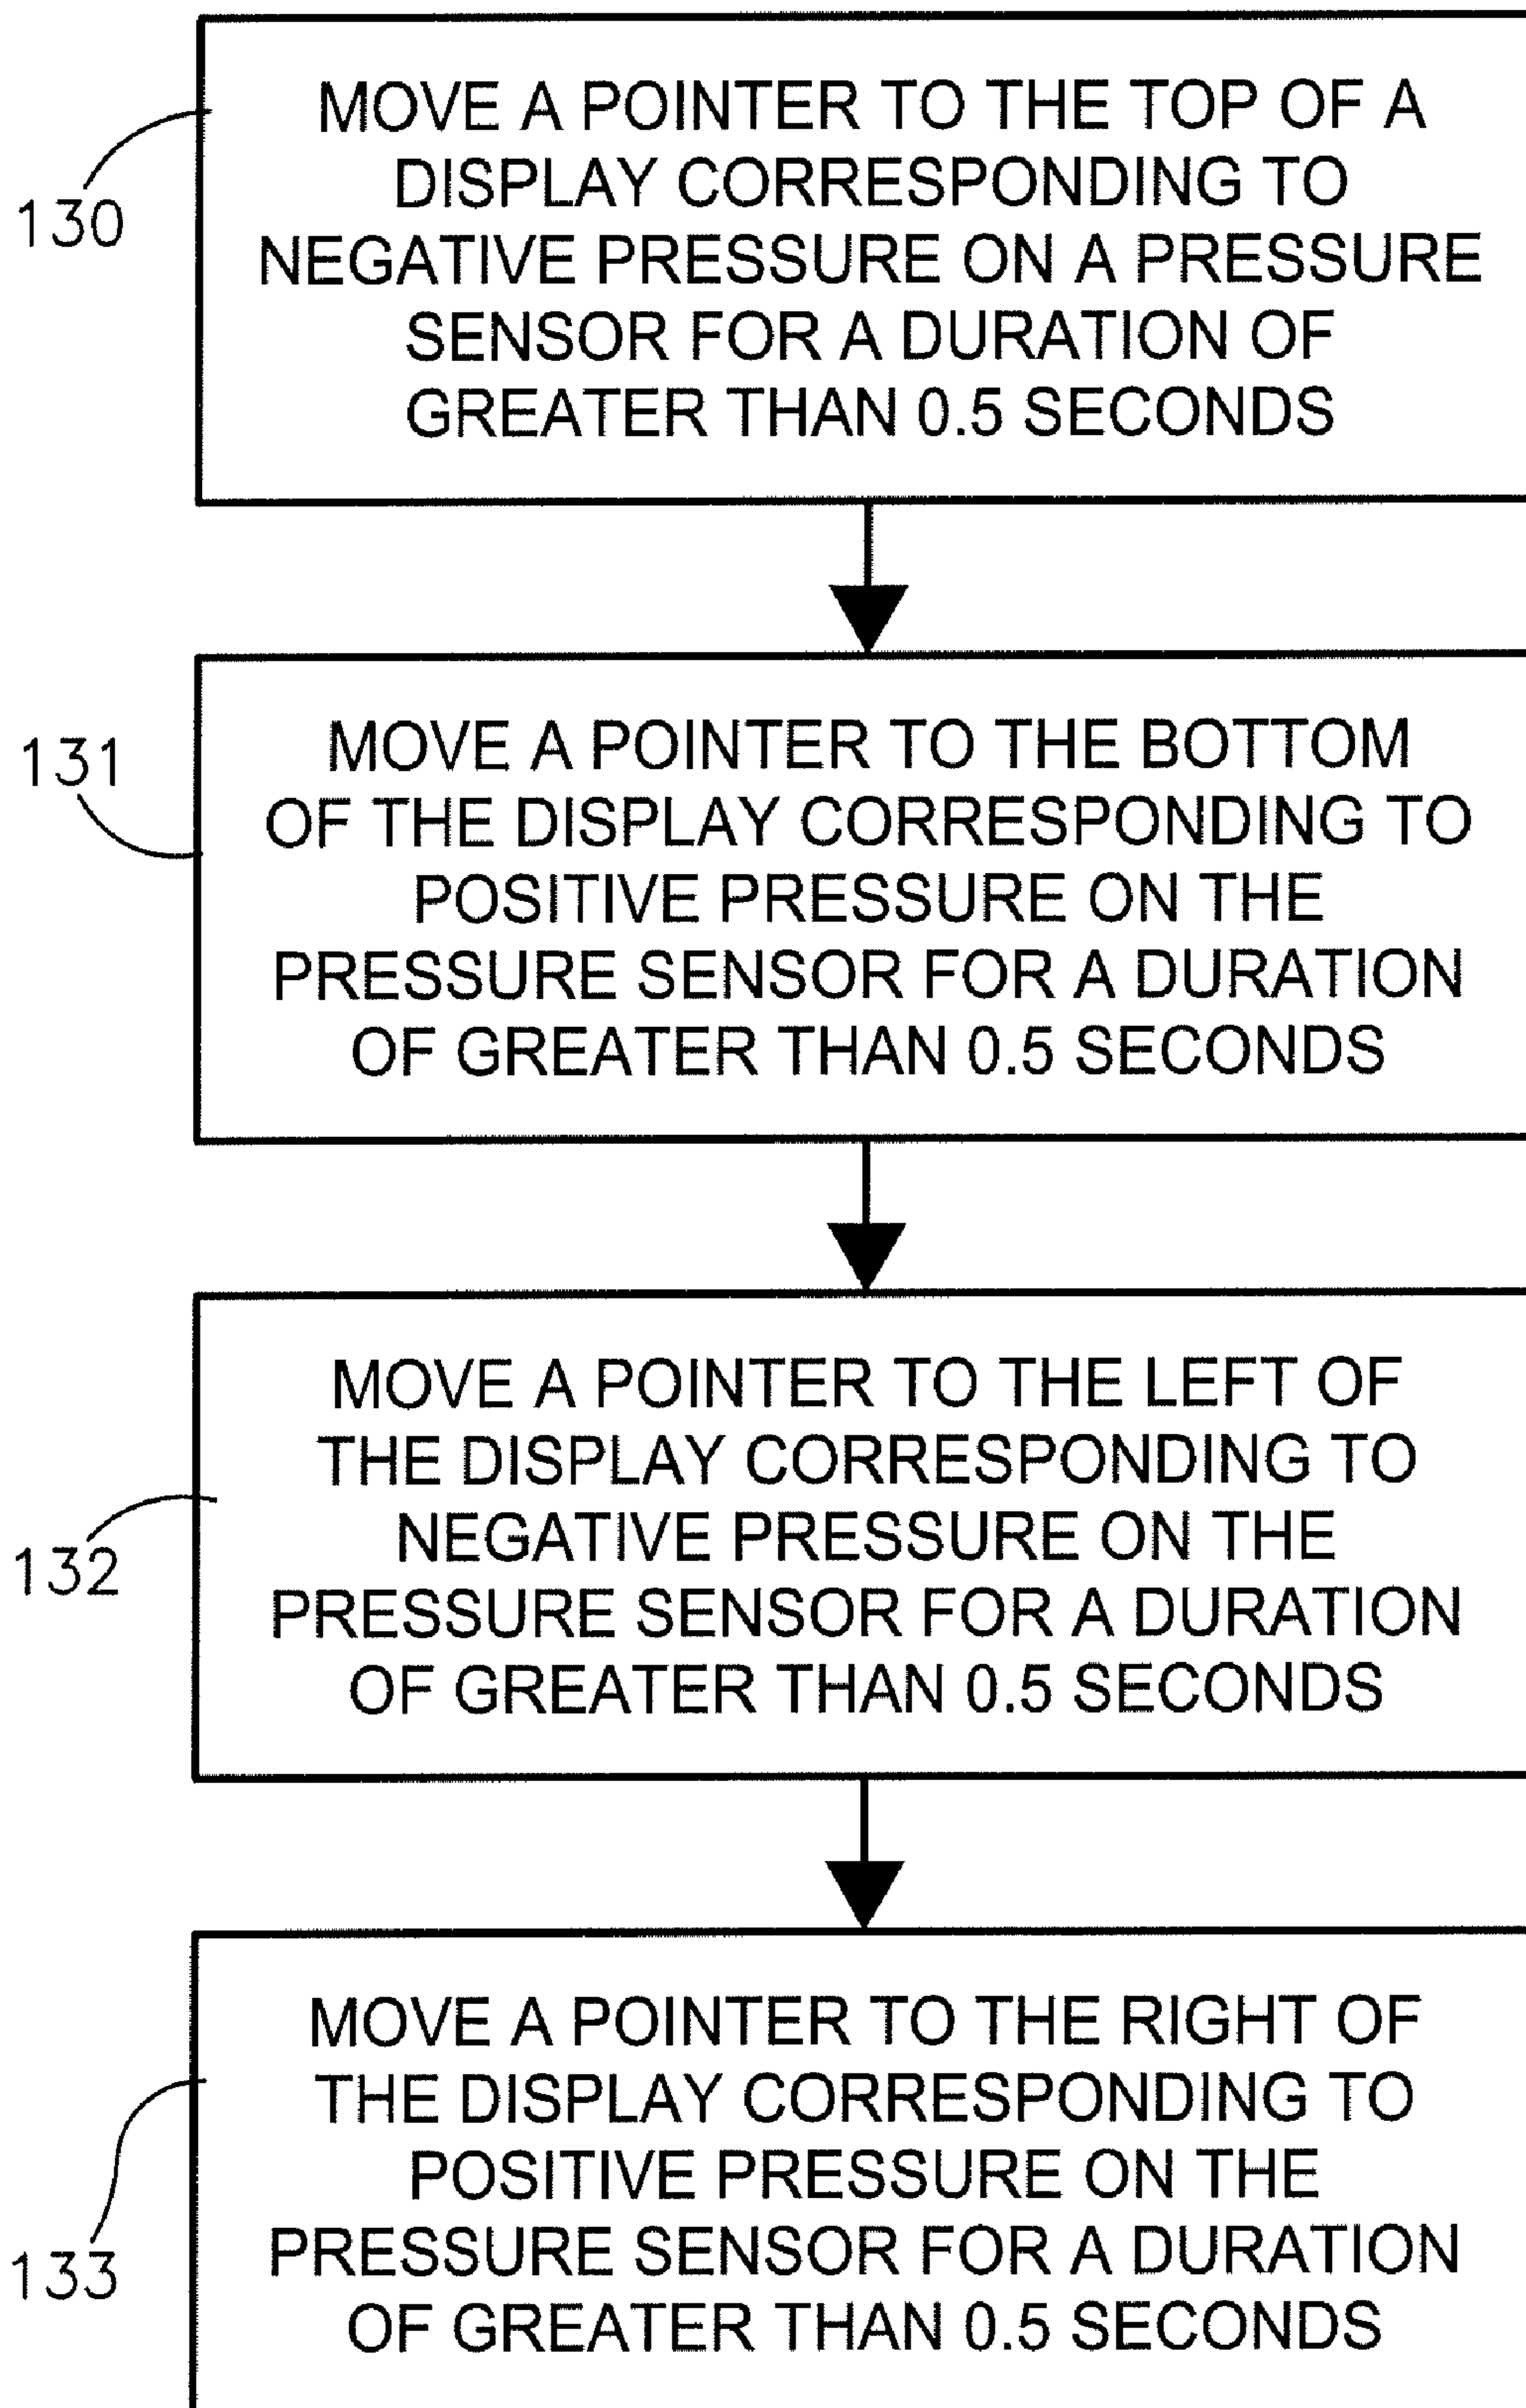 130
MOVE A POINTER TO THE TOP OF A
DISPLAY CORRESPONDING TO
NEGATIVE PRESSURE ON A PRESSURE
SENSOR FOR A DURATION OF
GREATER THAN 0.5 SECONDS
131
MOVE A POINTER TO THE BOTTOM
OF THE DISPLAY CORRESPONDING TO
POSITIVE PRESSURE ON THE
PRESSURE SENSOR FOR A DURATION
OF GREATER THAN 0.5 SECONDS
132
MOVE A POINTER TO THE LEFT OF
THE DISPLAY CORRESPONDING TO
NEGATIVE PRESSURE ON THE
PRESSURE SENSOR FOR A DURATION
OF GREATER THAN 0.5 SECONDS
133
MOVE A POINTER TO THE RIGHT OF
THE DISPLAY CORRESPONDING TO
POSITIVE PRESSURE ON THE
PRESSURE SENSOR FOR A DURATION
OF GREATER THAN 0.5 SECONDS